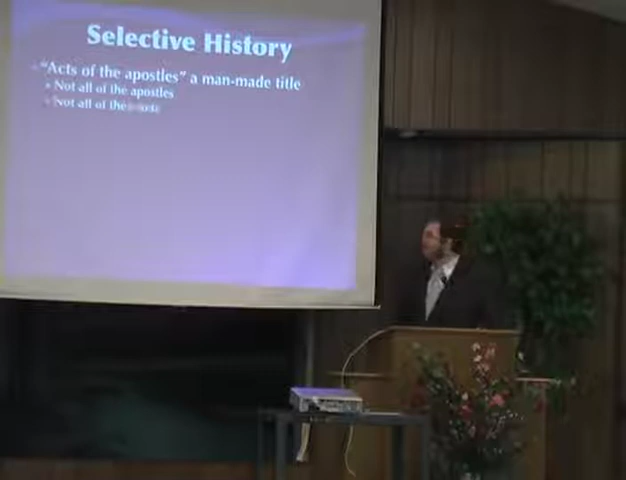 Selective History
"Acts of the apostles" a man-made title
Not all of the apostles
Not all of the